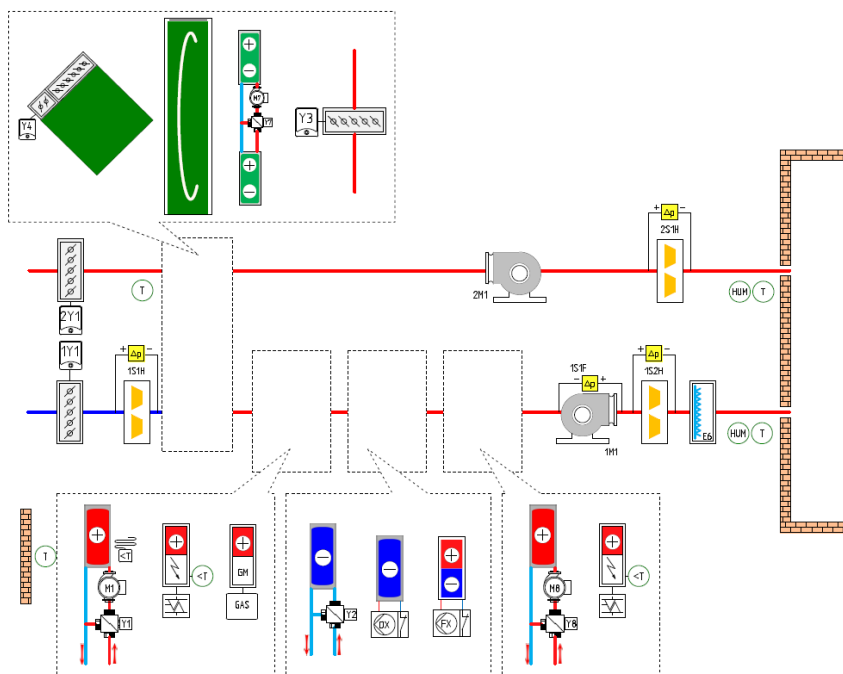 Y4
M7
Y7
Y3
+ Δp -
2S1H
T
2M1
HUM
T
2Y1
1Y1
+ Δp -
1S1H
1S1F
- Δp +
+ Δp -
1S2H
1M1
E6
HUM
T
T
<T
M1
Y1
<T
GM
GAS
Y2
DX
FX
M8
Y8
<T